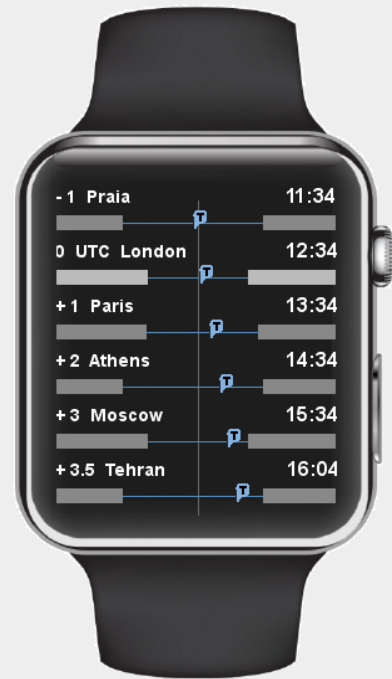 - 1 Praia 11:34
T
0 UTC London 12:34
T
+ 1 Paris 13:34
T
+ 2 Athens 14:34
T
+ 3 Moscow 15:34
T
+ 3.5 Tehran 16:04
T